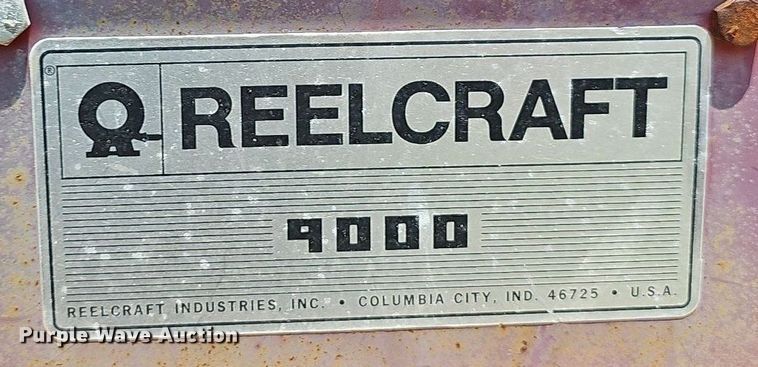 ® REELCRAFT
9000
REELCRAFT INDUSTRIES, INC. • COLUMBIA CITY, IND. 46725 • U.S.A.
Purple Wave Auction